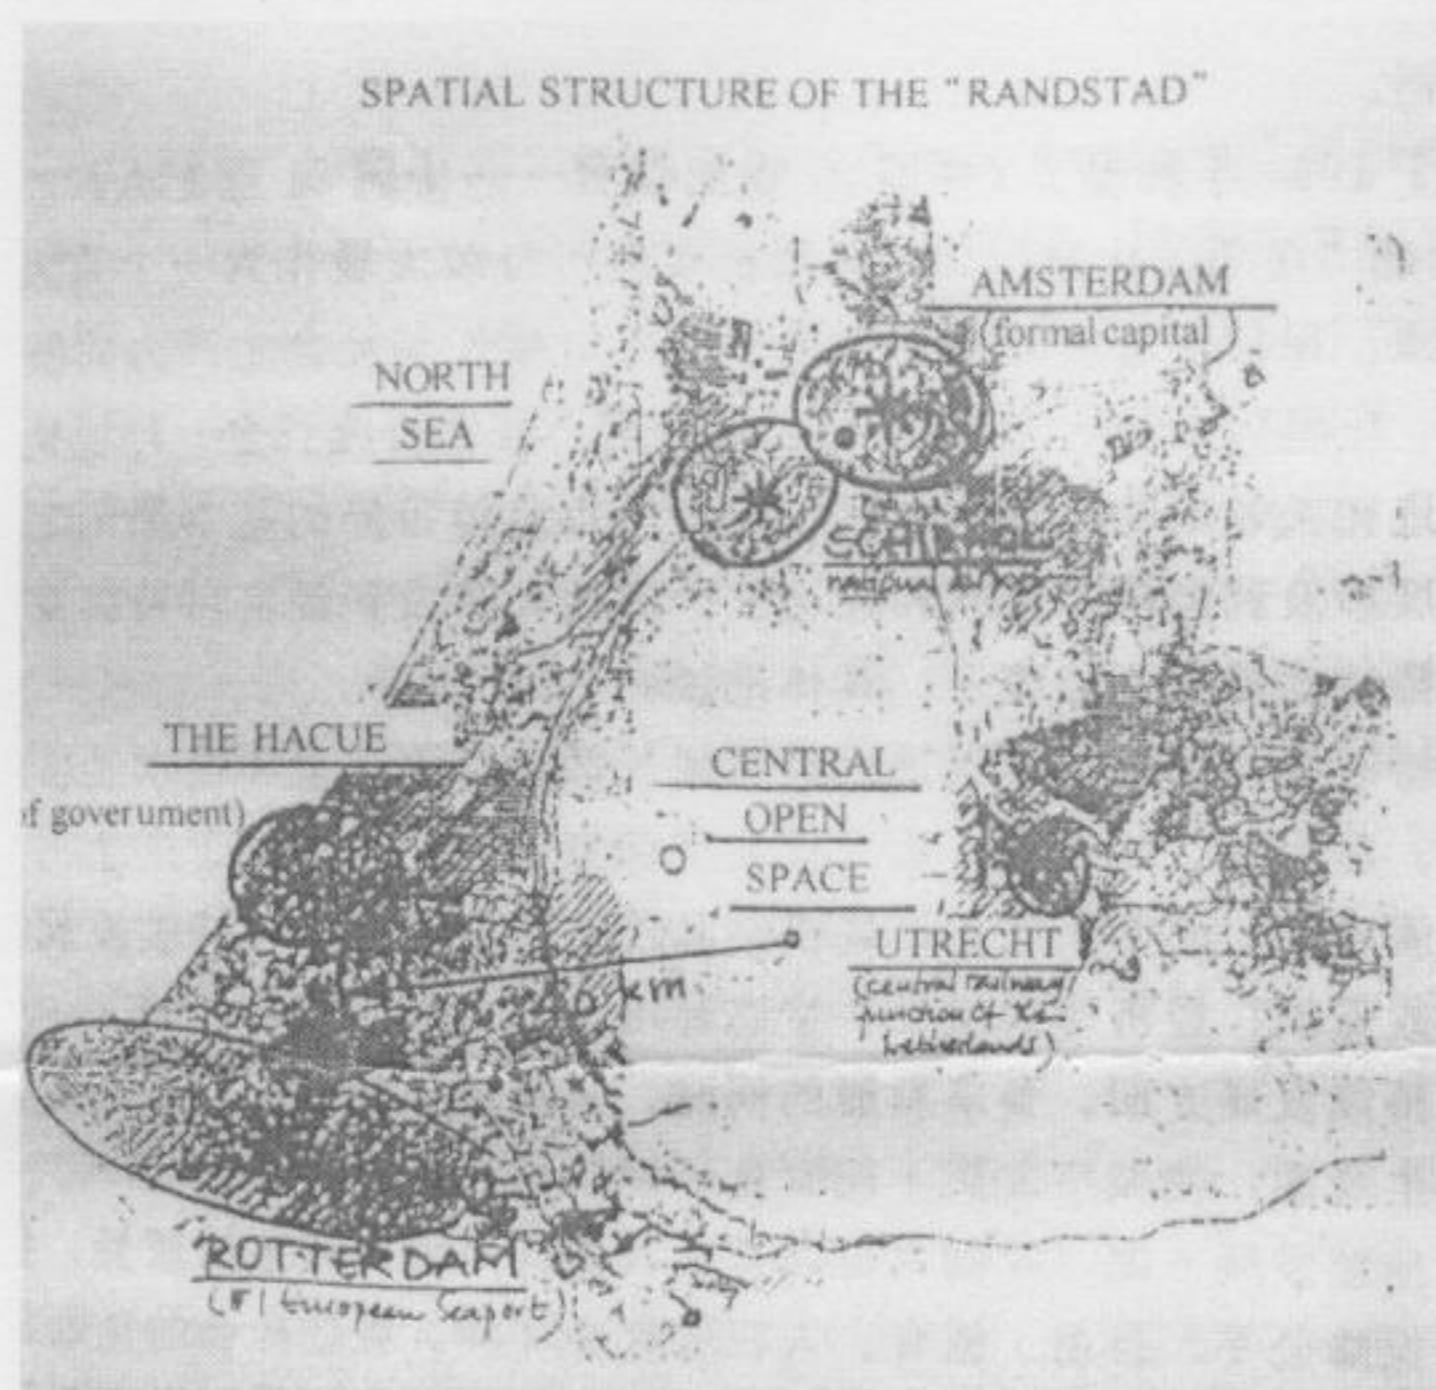 SPATIAL STRUCTURE OF THE "RANDSTAD"
AMSTERDAM
(formal capital)
NORTH
SEA
SCHIPHOL
national airport
THE HACUE
of goverument)
CENTRAL
OPEN
SPACE
UTRECHT
km.
(central railway
junction of the
Netherlands)
ROTTERDAM
(#1 European Seaport)